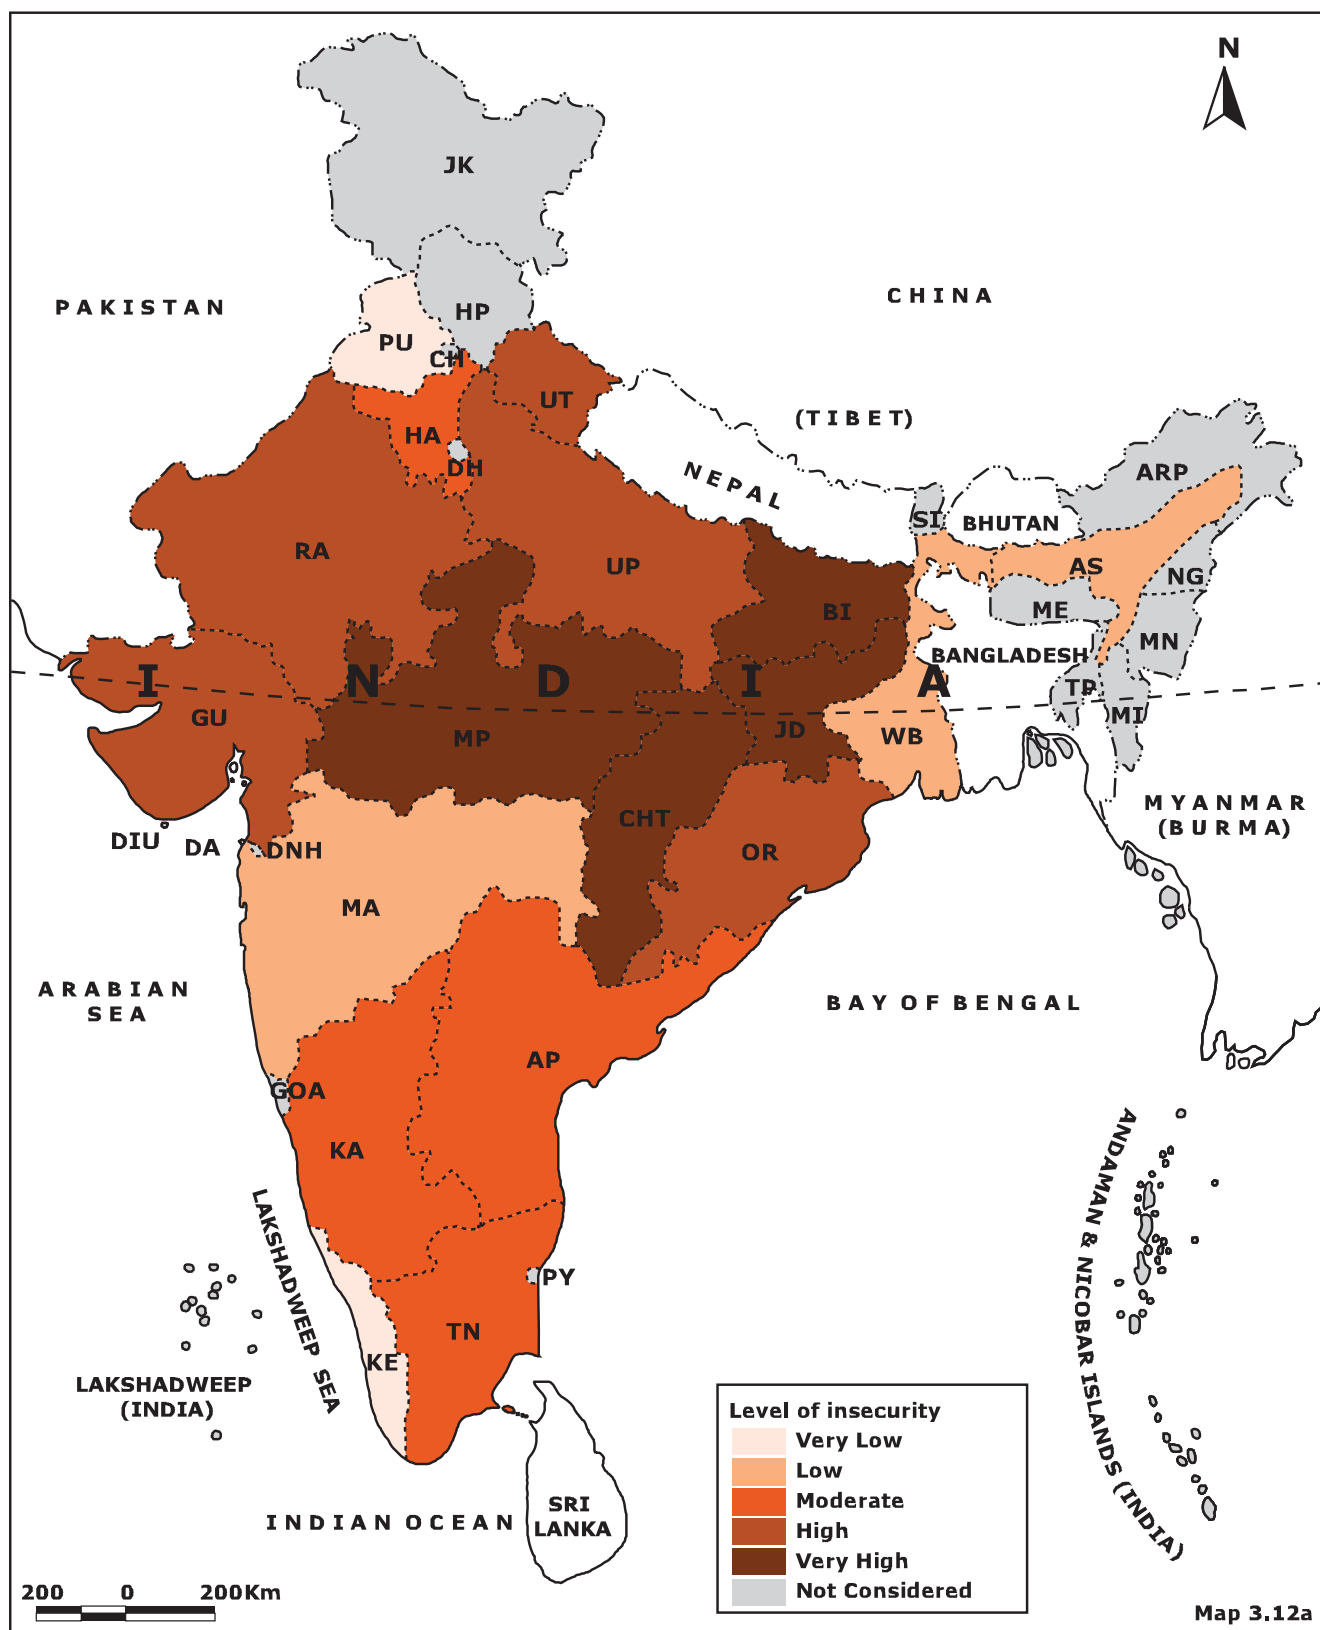 N
JK
PAKISTAN
CHINA
HP
PU
CH
UT
(TIBET)
HA
DH
NEPAL
ARP
SI
BHUTAN
RA
UP
AS
NG
BI
ME
MN
BANGLADESH
I N D I A
TP
GU
MP
JD
WB
MI
MYANMAR
(BURMA)
CHT
DIU
DA
DNH
OR
MA
ARABIAN
SEA
BAY OF BENGAL
AP
GOA
KA
ANDAMAN & NICOBAR ISLANDS (INDIA)
LAKSHADWEEP SEA
PY
TN
KE
LAKSHADWEEP
(INDIA)
SRI
LANKA
INDIAN OCEAN
Level of insecurity
Very Low
Low
Moderate
High
Very High
Not Considered
200 0 200Km
Map 3.12a